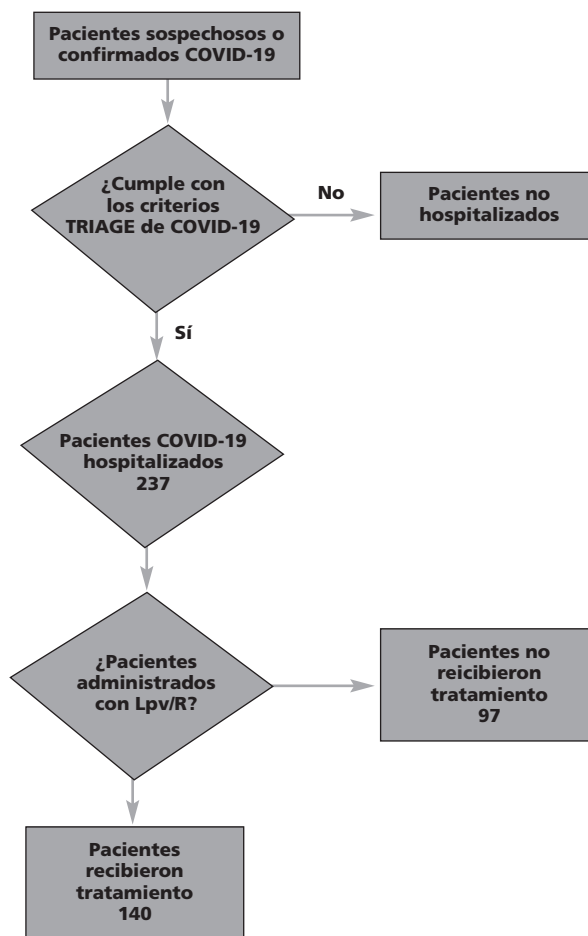 Pacientes sospechosos o
confirmados COVID-19
¿Cumple con
los criterios
TRIAGE de COVID-19
No
Pacientes no
hospitalizados
Sí
Pacientes COVID-19
hospitalizados
237
¿Pacientes
administrados
con Lpv/R?
Pacientes no
reicibieron
tratamiento
97
Pacientes
recibieron
tratamiento
140